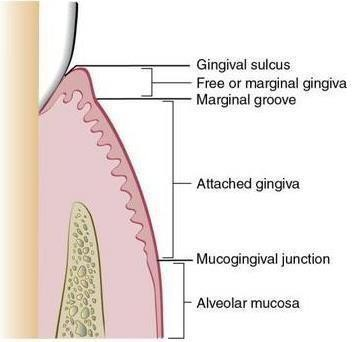 Gingival sulcus
Free or marginal gingiva
Marginal groove
Attached gingiva
Mucogingival junction
Alveolar mucosa